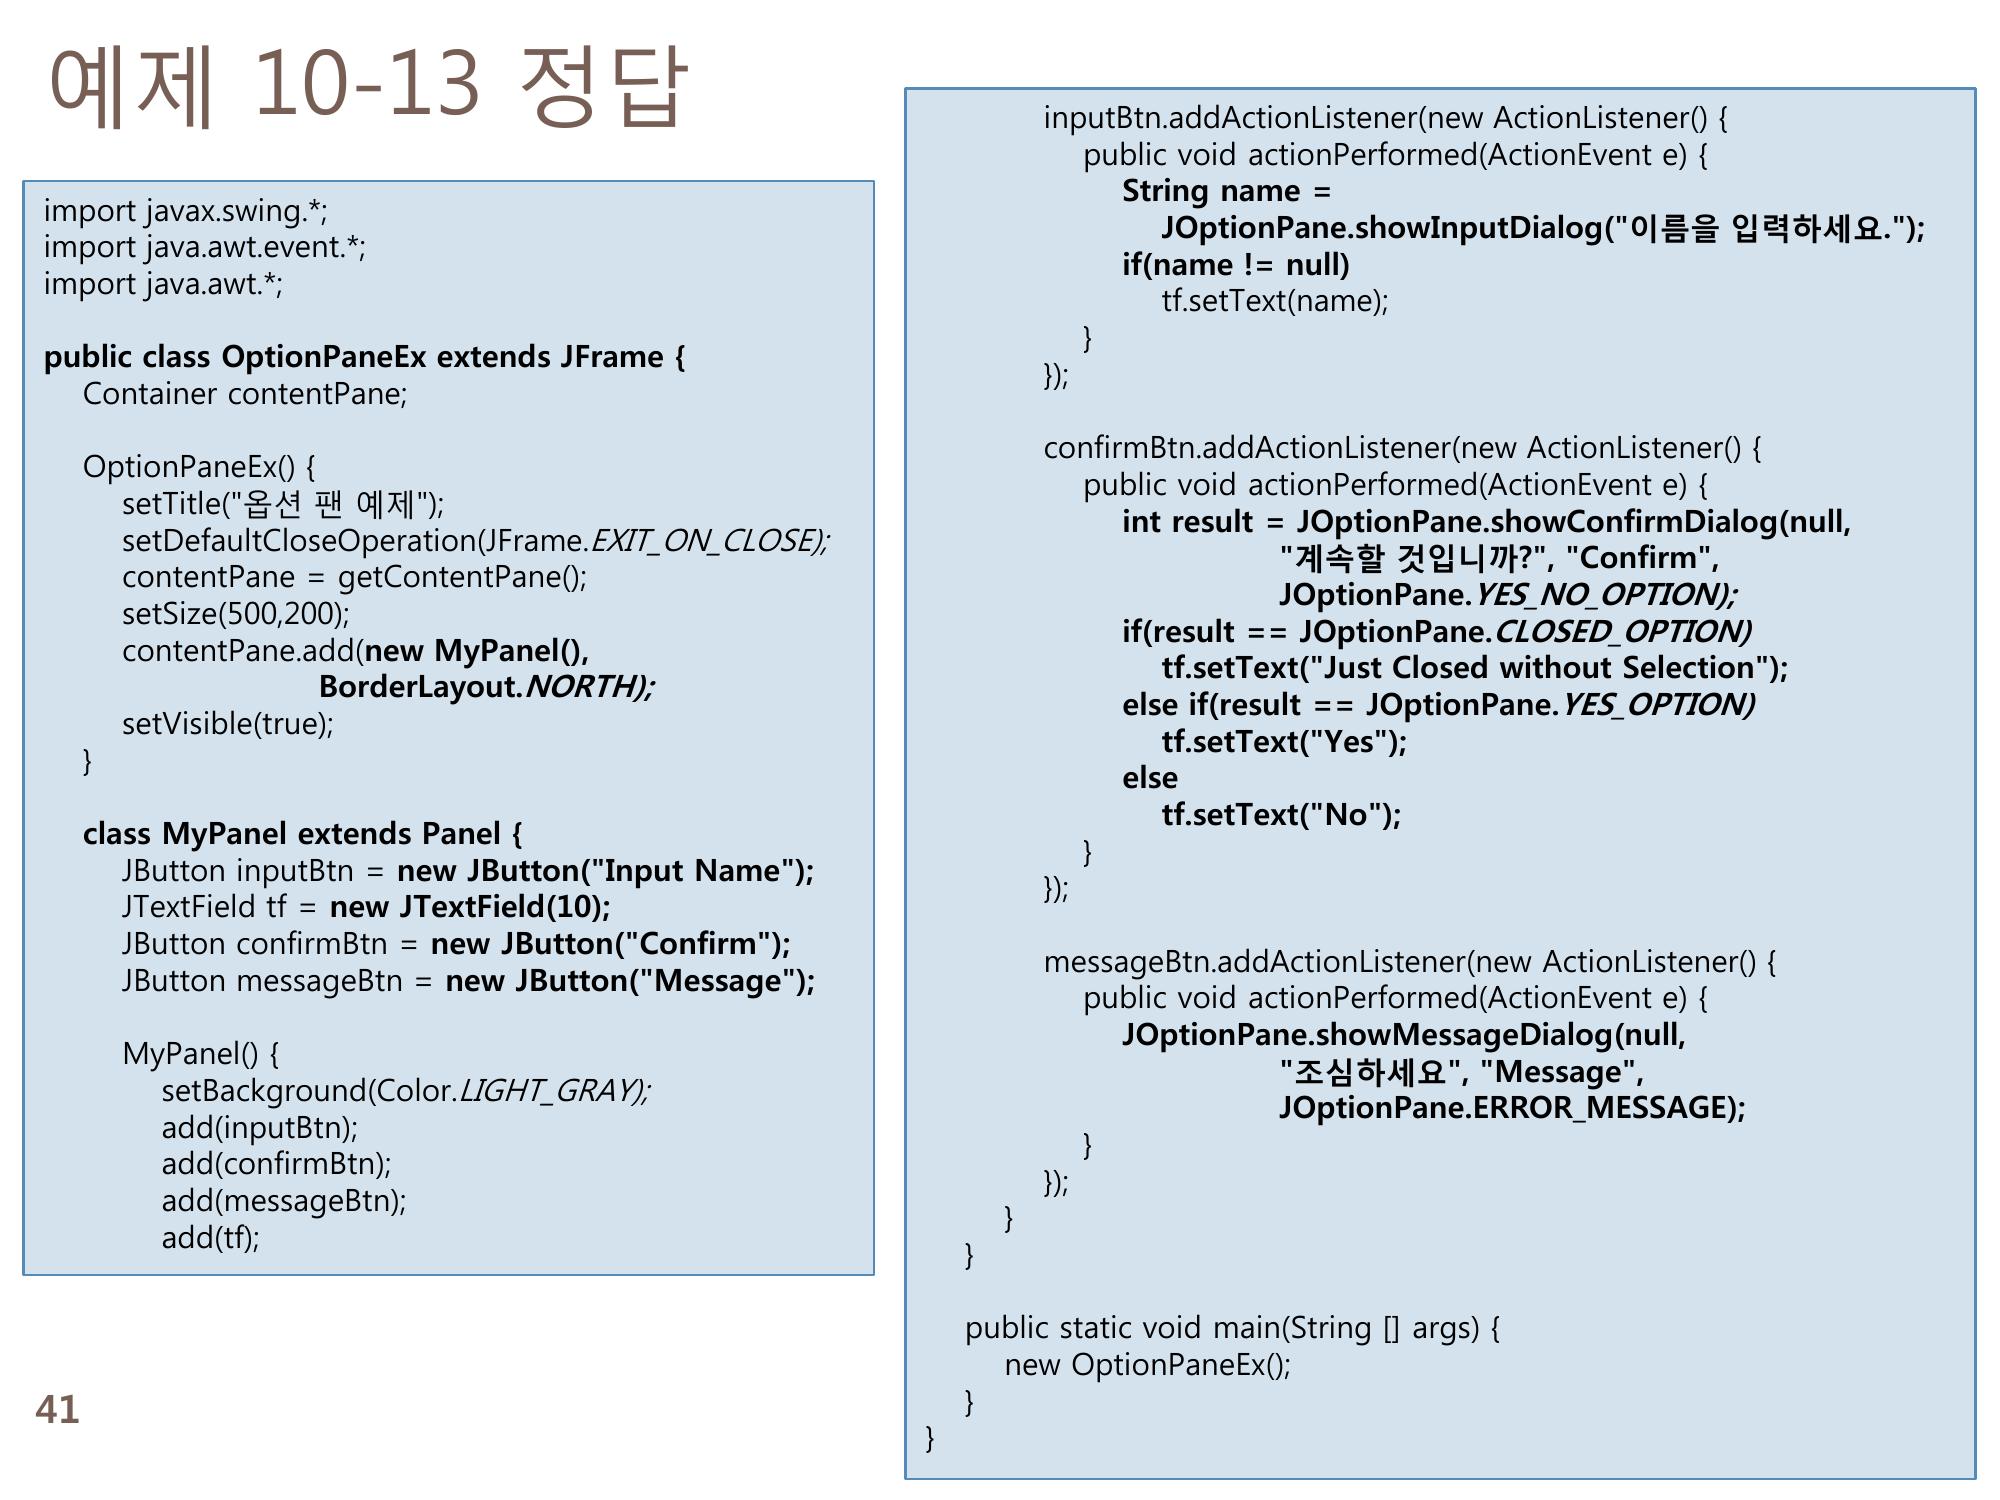 예제 10-13 정답
import javax.swing.*;
import java.awt.event.*;
import java.awt.*;
public class OptionPaneEx extends JFrame {
Container contentPane;
OptionPaneEx() {
setTitle("옵션 팬 예제");
setDefaultCloseOperation(JFrame.EXIT_ON_CLOSE);
contentPane = getContentPane();
setSize(500,200);
contentPane.add(new MyPanel(),
BorderLayout.NORTH);
setVisible(true);
}
class MyPanel extends Panel {
JButton inputBtn = new JButton("Input Name");
JTextField tf = new JTextField(10);
JButton confirmBtn = new JButton("Confirm");
JButton messageBtn = new JButton("Message");
MyPanel() {
setBackground(Color.LIGHT_GRAY);
add(inputBtn);
add(confirmBtn);
add(messageBtn);
add(tf);
inputBtn.addActionListener(new ActionListener() {
public void actionPerformed(ActionEvent e) {
String name =
JOptionPane.showInputDialog("이름을 입력하세요.");
if(name != null)
tf.setText(name);
}
});
confirmBtn.addActionListener(new ActionListener() {
public void actionPerformed(ActionEvent e) {
int result = JOptionPane.showConfirmDialog(null,
"계속할 것입니까?", "Confirm",
JOptionPane.YES_NO_OPTION);
if(result == JOptionPane.CLOSED_OPTION)
tf.setText("Just Closed without Selection");
else if(result == JOptionPane.YES_OPTION)
tf.setText("Yes");
else
tf.setText("No");
}
});
messageBtn.addActionListener(new ActionListener() {
public void actionPerformed(ActionEvent e) {
JOptionPane.showMessageDialog(null,
"조심하세요", "Message",
JOptionPane.ERROR_MESSAGE);
}
});
}
}
public static void main(String [] args) {
new OptionPaneEx();
}
}
41